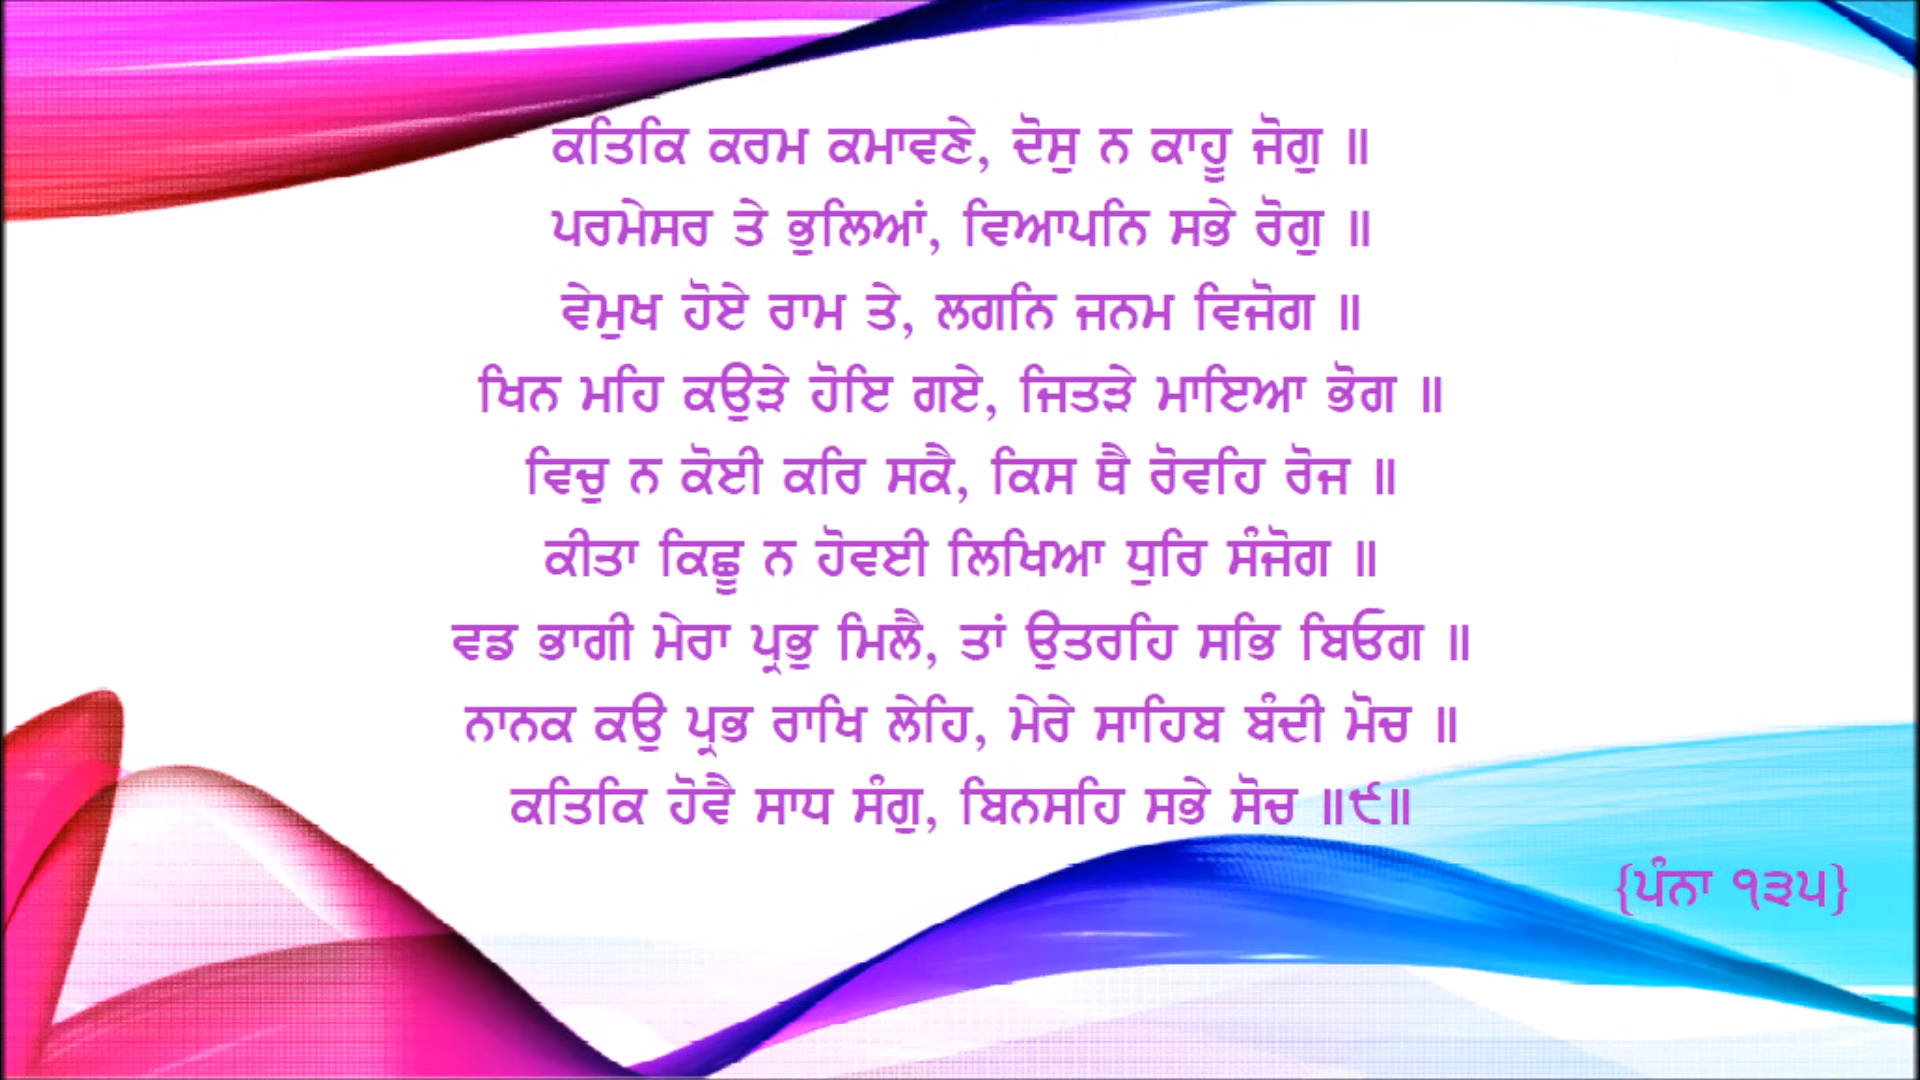 ਕਤਿਕਿ ਕਰਮ ਕਮਾਵਣੇ, ਦੋਸੁ ਨ ਕਾਹੂ ਜੋਗੁ ॥
ਪਰਮੇਸਰ ਤੇ ਭੁਲਿਆਂ, ਵਿਆਪਨਿ ਸਭੇ ਰੋਗੁ ॥
ਵੇਮੁਖ ਹੋਏ ਰਾਮ ਤੇ, ਲਗਨਿ ਜਨਮ ਵਿਜੋਗ ॥
ਖਿਨ ਮਹਿ ਕਉੜੇ ਹੋਇ ਗਏ, ਜਿਤੜੇ ਮਾਇਆ ਭੋਗ ॥
ਵਿਚੁ ਨ ਕੋਈ ਕਰਿ ਸਕੈ, ਕਿਸ ਥੈ ਰੋਵਹਿ ਰੋਜ ॥
ਕੀਤਾ ਕਿਛੂ ਨ ਹੋਵਈ ਲਿਖਿਆ ਧੁਰਿ ਸੰਜੋਗ ॥
ਵਡ ਭਾਗੀ ਮੇਰਾ ਪ੍ਰਭੁ ਮਿਲੈ, ਤਾਂ ਉਤਰਹਿ ਸਭਿ ਬਿਓਗ ॥
ਨਾਨਕ ਕਉ ਪ੍ਰਭ ਰਾਖਿ ਲੇਹਿ, ਮੇਰੇ ਸਾਹਿਬ ਬੰਦੀ ਮੋਚ ॥
ਕਤਿਕਿ ਹੋਵੈ ਸਾਧ ਸੰਗੁ, ਬਿਨਸਹਿ ਸਭੇ ਸੋਚ ॥੯॥
{ਪੰਨਾ ੧੩੫}